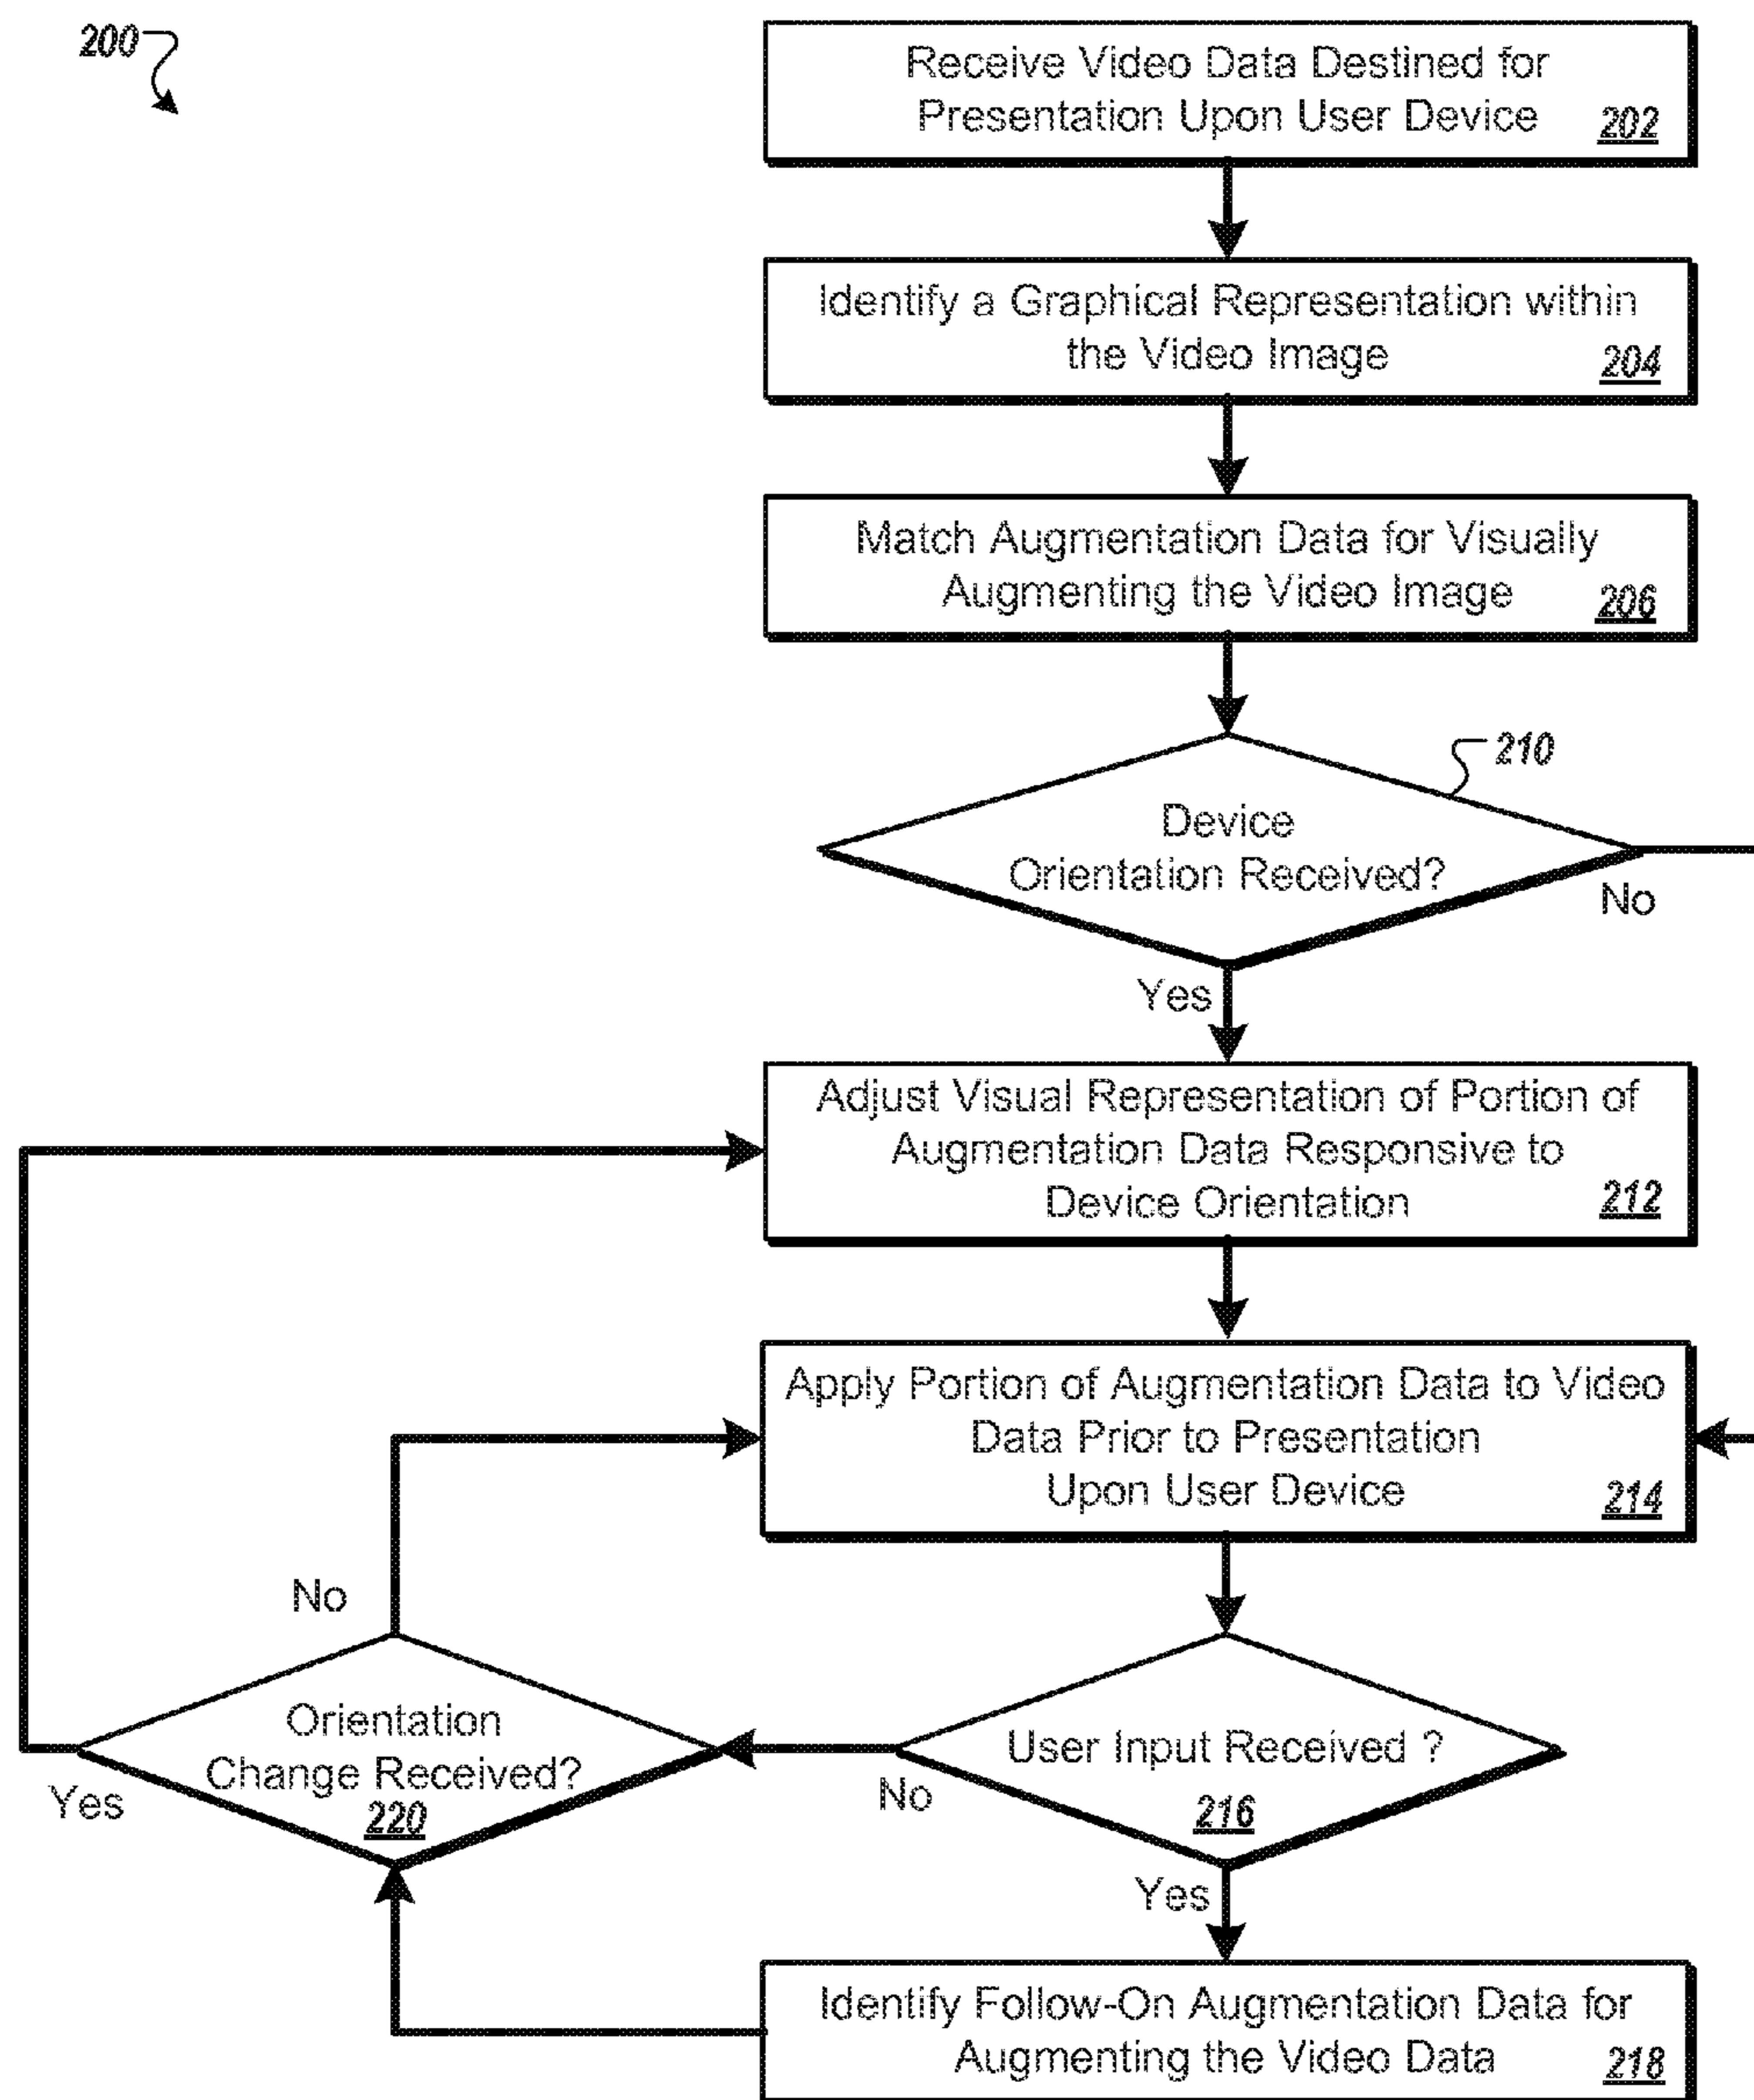 200
Receive Video Data Destined for
Presentation Upon User Device
202
Identify a Graphical Representation within
the Video Image
204
Match Augmentation Data for Visually
Augmenting the Video Image
206
210
Device
Orientation Received?
No
Yes
Adjust Visual Representation of Portion of
Augmentation Data Responsive to
Device Orientation
212
Apply Portion of Augmentation Data to Video
Data Prior to Presentation
Upon User Device
214
No
Orientation
Change Received?
220
Yes
User Input Received ?
216
No
Yes
Identify Follow-On Augmentation Data for
Augmenting the Video Data
218